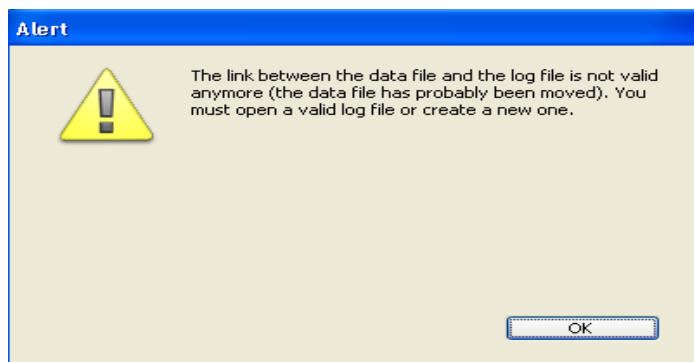 Alert
The link between the data file and the log file is not valid
anymore (the data file has probably been moved). You
must open a valid log file or create a new one.
OK